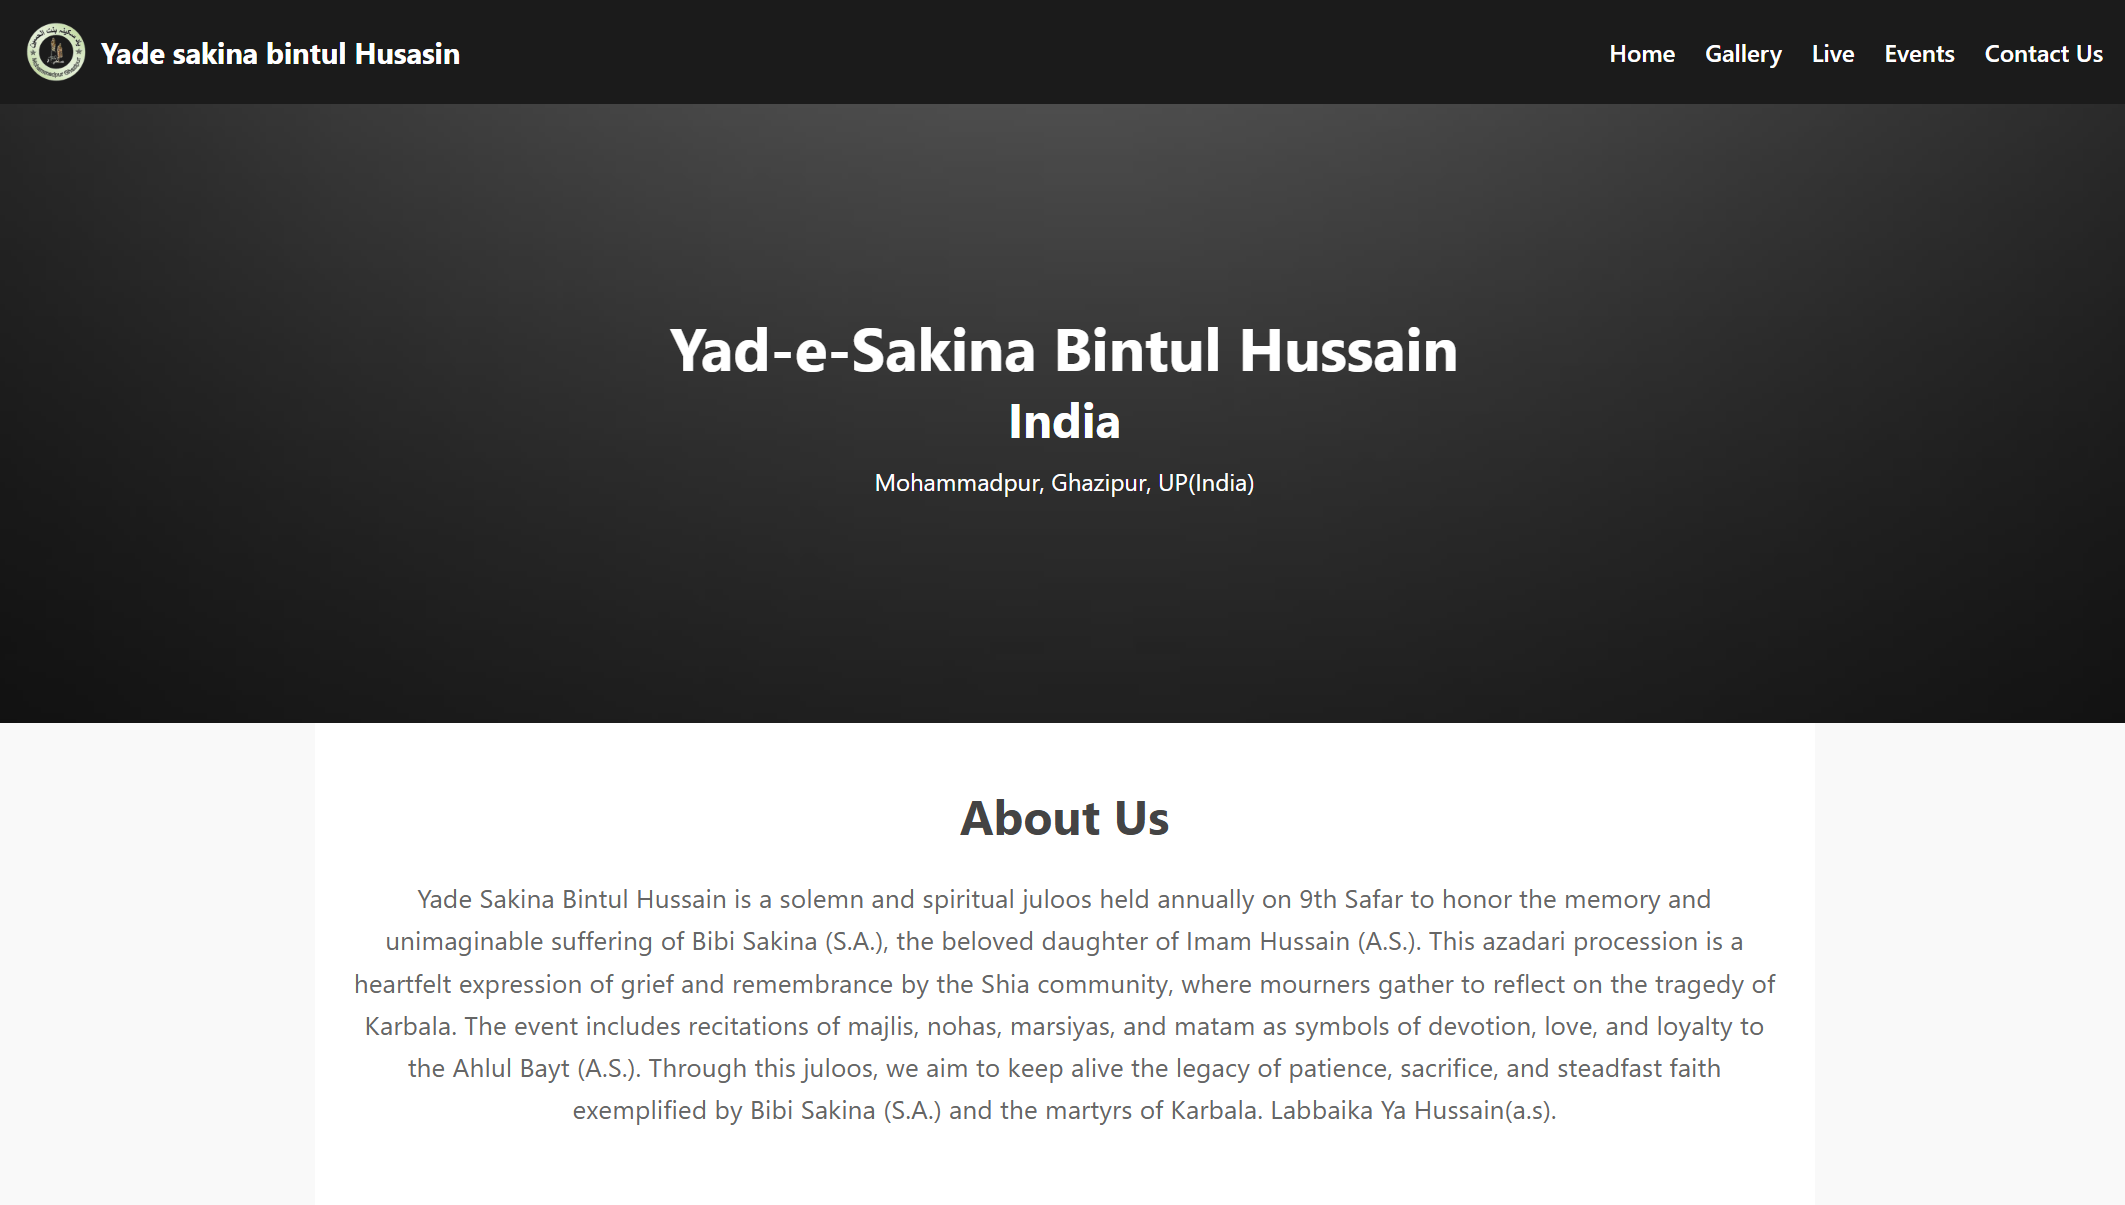 Yade sakina bintul Husasin
Home Gallery Live Events Contact Us
Yad-e-Sakina Bintul Hussain
India
Mohammadpur, Ghazipur, UP(India)
About Us
Yade Sakina Bintul Hussain is a solemn and spiritual juloos held annually on 9th Safar to honor the memory and
unimaginable suffering of Bibi Sakina (S.A.), the beloved daughter of Imam Hussain (A.S.). This azadari procession is a
heartfelt expression of grief and remembrance by the Shia community, where mourners gather to reflect on the tragedy of
Karbala. The event includes recitations of majlis, nohas, marsiyas, and matam as symbols of devotion, love, and loyalty to
the Ahlul Bayt (A.S.). Through this juloos, we aim to keep alive the legacy of patience, sacrifice, and steadfast faith
exemplified by Bibi Sakina (S.A.) and the martyrs of Karbala. Labbaika Ya Hussain(a.s).